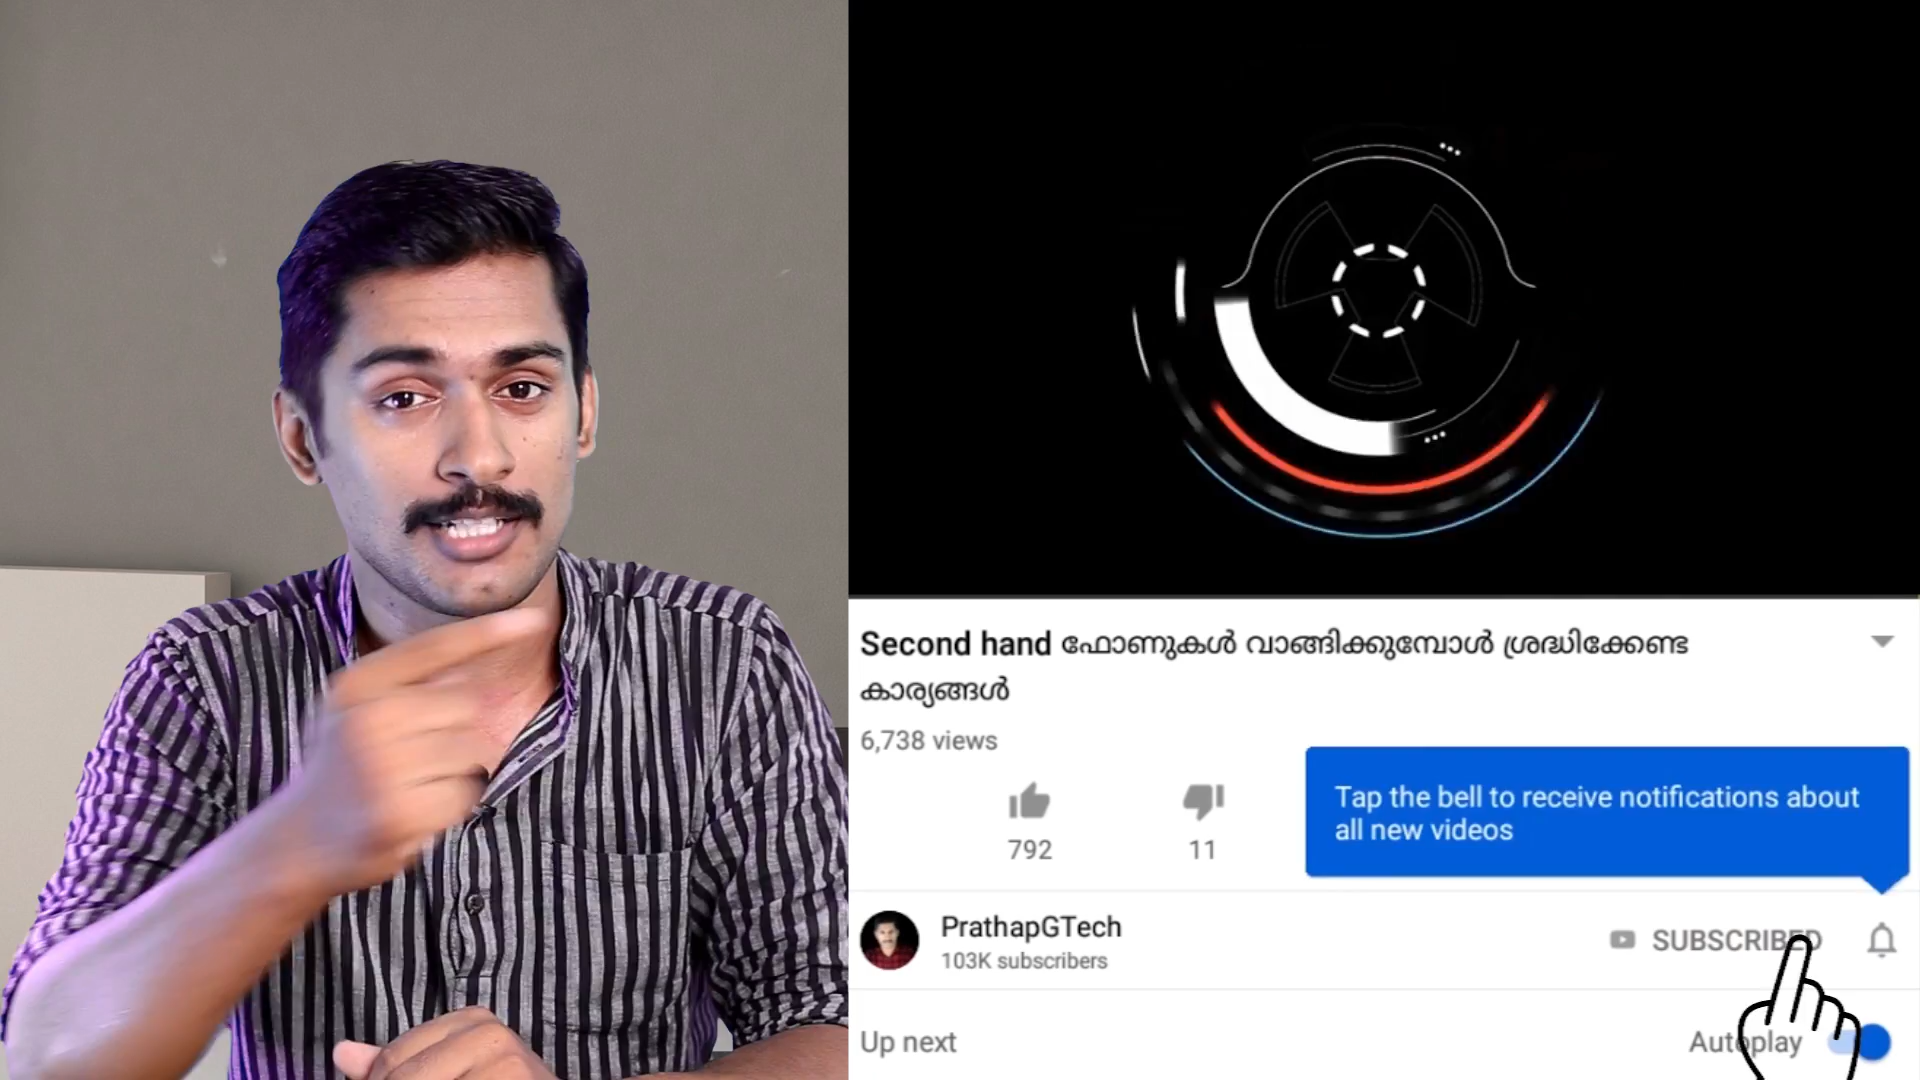 Second hand ഫോണുകൾ വാങ്ങിക്കുമ്പോൾ ശ്രദ്ധിക്കേണ്ട
കാര്യങ്ങൾ
6,738 views
792
11
Tap the bell to receive notifications about
all new videos
PrathapGTech
103K subscribers
SUBSCRIBED
Up next
Autoplay